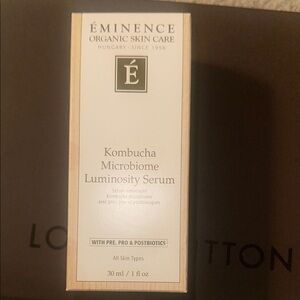 ÉMINENCE
ORGANIC SKIN CARE
HUNGARY · SINCE 1958
É
Kombucha
Microbiome
Luminosity Serum
WITH PRE, PRO & POSTBIOTICS
All Skin Types
30 ml / 1 fl oz
LO
TTON